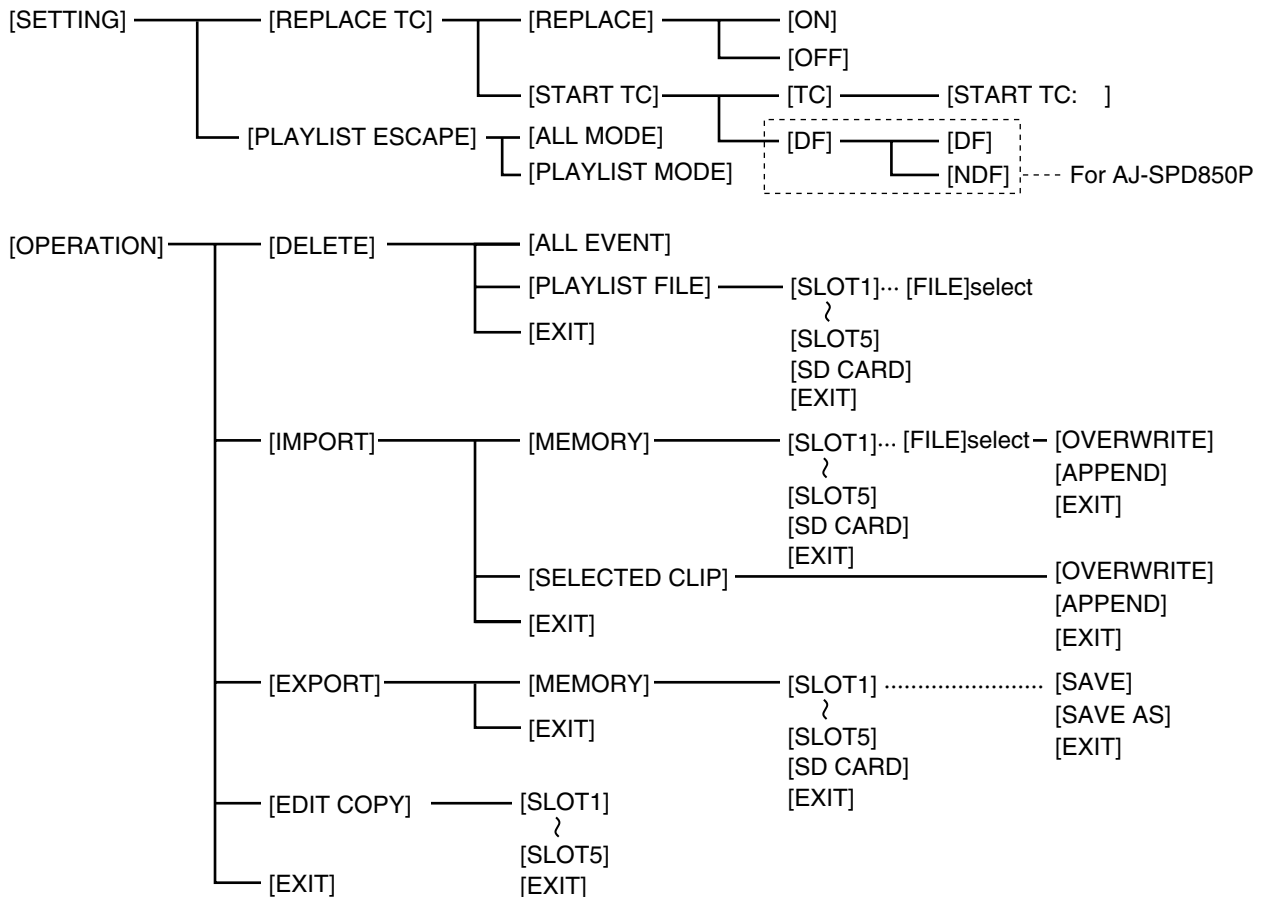 [SETTING] [REPLACE TC] [REPLACE] [ON]
[OFF]
[START TC] [TC] [START TC: ]
[PLAYLIST ESCAPE] [ALL MODE] [DF] [DF]
[PLAYLIST MODE] [NDF] For AJ-SPD850P
[OPERATION] [DELETE] [ALL EVENT]
[PLAYLIST FILE] [SLOT1]··· [FILE]select
[EXIT] [SLOT5]
[SD CARD]
[EXIT]
[IMPORT] [MEMORY] [SLOT1]··· [FILE]select [OVERWRITE]
[APPEND]
[SLOT5] [EXIT]
[SD CARD]
[EXIT]
[SELECTED CLIP] [OVERWRITE]
[APPEND]
[EXIT] [EXIT]
[EXPORT] [MEMORY] [SLOT1] [SAVE]
[SAVE AS]
[EXIT] [SLOT5] [EXIT]
[SD CARD]
[EXIT]
[EDIT COPY] [SLOT1]
[SLOT5]
[EXIT] [EXIT]